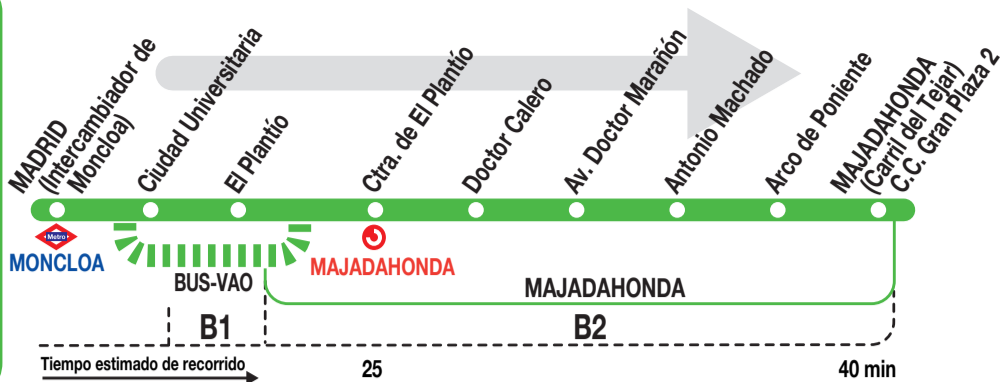 MADRID
(Intercambiador de
Moncloa)
Ciudad Universitaria
El Plantío
Ctra. de El Plantío
Doctor Calero
Av. Doctor Marañón
Antonio Machado
Arco de Poniente
MAJADAHONDA
(Carril del Tejar)
C.C. Gran Plaza 2
Metro
MONCLOA
BUS-VAO
MAJADAHONDA
MAJADAHONDA
B1
B2
Tiempo estimado de recorrido
25
40 min